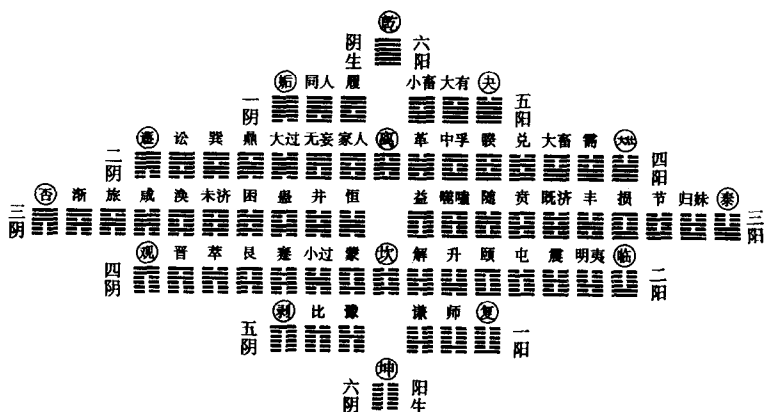 乾
阴生 六阳
姤 同人 履 小畜 大有 夬
一阴 五阳
遯 讼 巽 鼎 大过 无妄 家人 离 革 中孚 睽 兑 大畜 需 大壮
二阴 四阳
否 渐 旅 咸 涣 未济 困 蛊 井 恒 益 噬嗑 随 贲 既济 丰 损 节 归妹 泰
三阴 三阳
观 晋 萃 艮 蹇 小过 蒙 坎 解 升 颐 屯 震 明夷 临
四阴 二阳
剥 比 豫 谦 师 复
五阴 一阳
坤
六阴 阳生